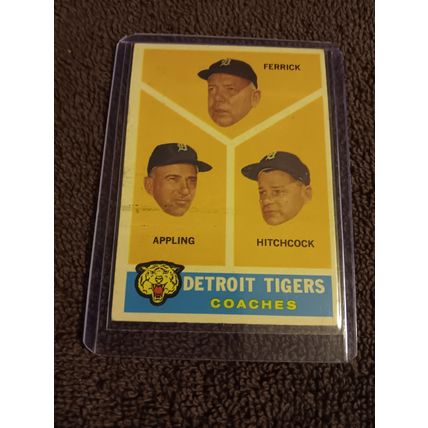 FERRICK
APPLING
HITCHCOCK
DETROIT TIGERS
COACHES